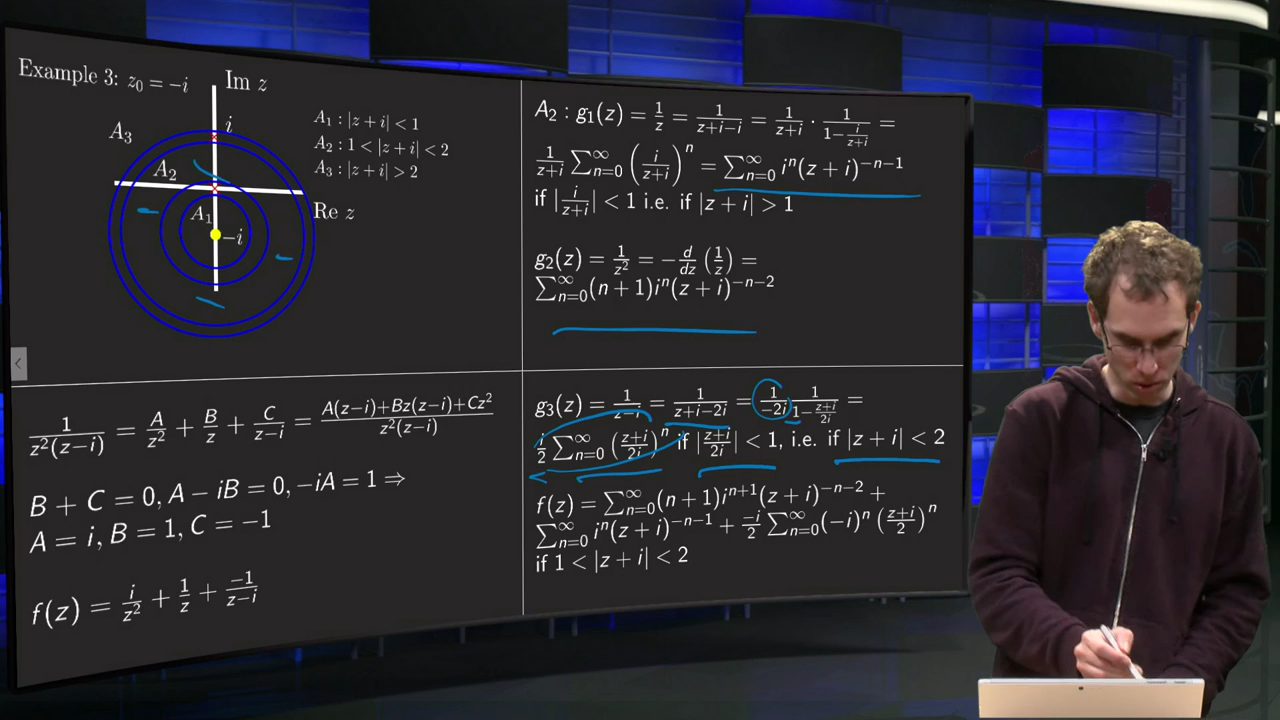 Example 3: z₀ = −i
Im z
A₃
i
A₁ : |z + i| < 1
A₂ : 1 < |z + i| < 2
A₃ : |z + i| > 2
A₂
A₁
Re z
−i
A₂ : g₁(z) = 1/z = 1/(z+i−i) = 1/(z+i) · 1/(1−i/(z+i)) =
1/(z+i) ∑ₙ₌₀^∞ (i/(z+i))ⁿ = ∑ₙ₌₀^∞ iⁿ(z + i)⁻ⁿ⁻¹
if |i/(z+i)| < 1 i.e. if |z + i| > 1
g₂(z) = 1/z² = −d/dz (1/z) =
∑ₙ₌₀^∞ (n + 1)iⁿ(z + i)⁻ⁿ⁻²
1/(z²(z−i)) = A/z² + B/z + C/(z−i) = (A(z−i)+Bz(z−i)+Cz²)/(z²(z−i))
B + C = 0, A − iB = 0, −iA = 1 ⇒
A = i, B = 1, C = −1
f(z) = i/z² + 1/z + −1/(z−i)
g₃(z) = 1/(z−i) = 1/(z+i−2i) = 1/(−2i) 1/(1−(z+i)/(2i)) =
i/2 ∑ₙ₌₀^∞ ((z+i)/(2i))ⁿ if |(z+i)/(2i)| < 1, i.e. if |z + i| < 2
f(z) = ∑ₙ₌₀^∞ (n + 1)iⁿ⁺¹(z + i)⁻ⁿ⁻² +
∑ₙ₌₀^∞ iⁿ(z + i)⁻ⁿ⁻¹ + −i/2 ∑ₙ₌₀^∞ (−i)ⁿ ((z+i)/2)ⁿ
if 1 < |z + i| < 2